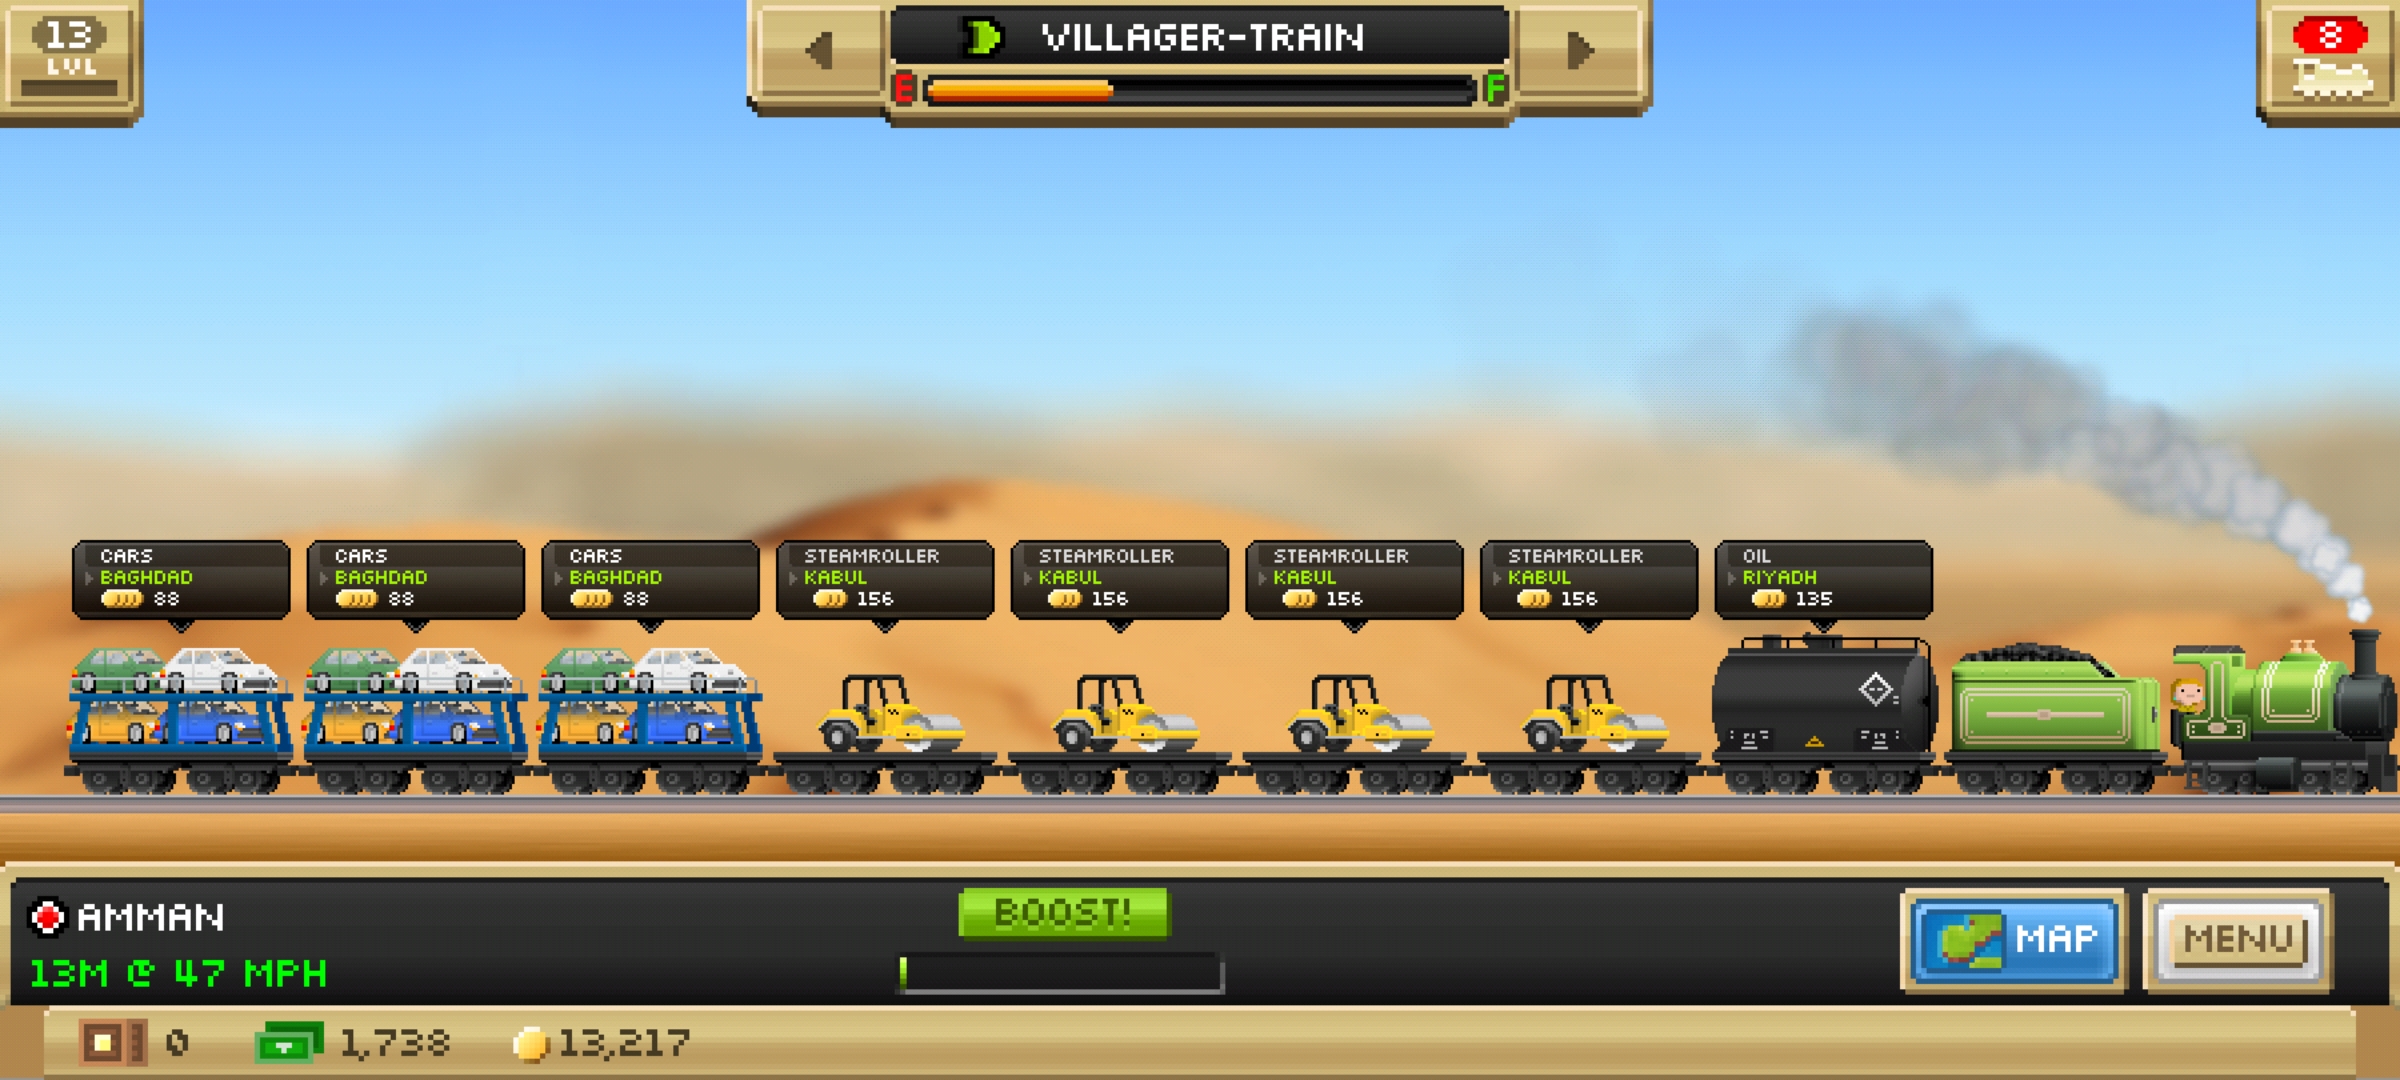 13
LVL
VILLAGER-TRAIN
8
E
F
CARS
BAGHDAD
88
CARS
BAGHDAD
88
CARS
BAGHDAD
88
STEAMROLLER
KABUL
156
STEAMROLLER
KABUL
156
STEAMROLLER
KABUL
156
STEAMROLLER
KABUL
156
OIL
RIYADH
135
AMMAN
13M @ 47 MPH
BOOST!
MAP
MENU
0
1,738
13,217